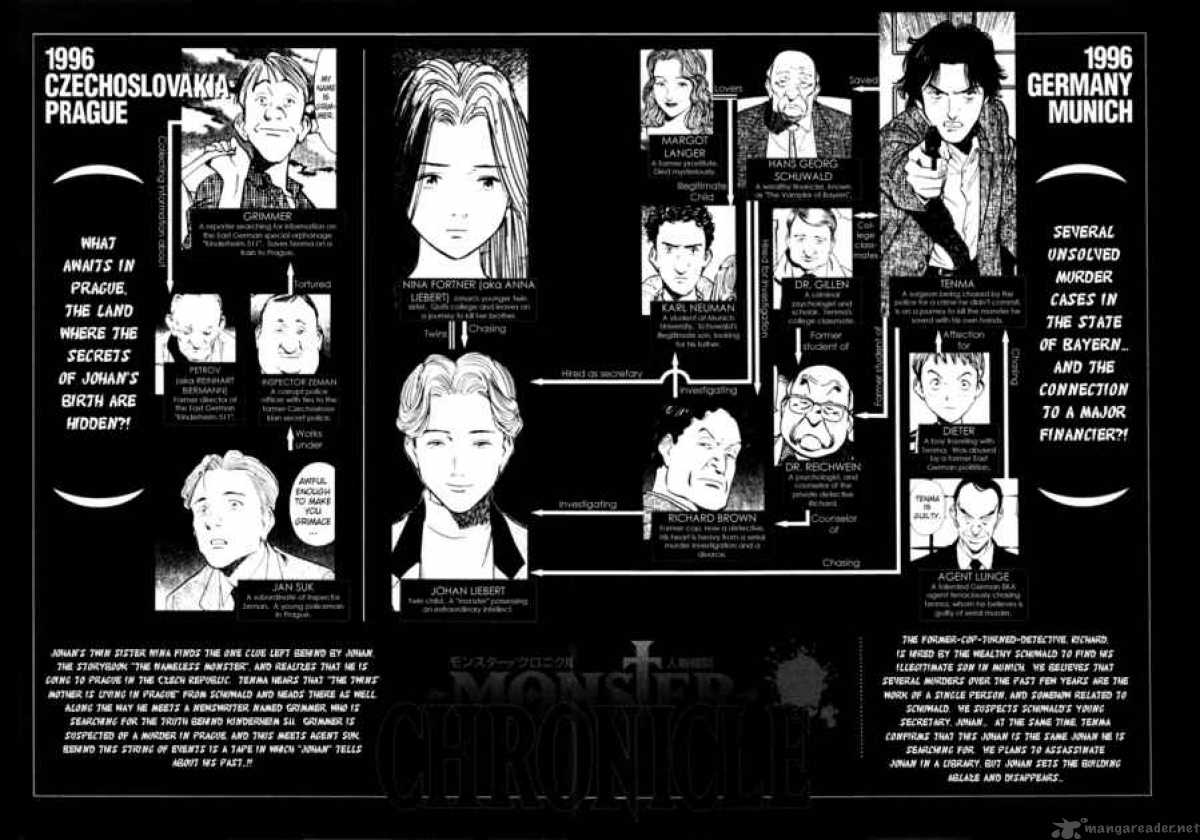 1996
CZECHOSLOVAKIA:
PRAGUE
WHAT
AWAITS IN
PRAGUE,
THE LAND
WHERE THE
SECRETS
OF JOHAN'S
BIRTH ARE
HIDDEN?!
MY
NAME IS
GRIM-
MER.
GRIMMER
A reporter searching for information on
the East German special orphanage
"Kinderheim 511". Saves Tenma on a
train to Prague.
Collecting information about
Tortured
PETROV
(aka REINHART
BIERMANN)
Former director of
the East German
"Kinderheim 511".
INSPECTOR ZEMAN
A corrupt police
officer with ties to the
former Czechoslova-
kian secret police.
Works
under
AWFUL
ENOUGH
TO MAKE
YOU
GRIMACE
...
JAN SUK
A subordinate of Inspector
Zeman. A young policeman
in Prague.
NINA FORTNER (aka ANNA
LIEBERT) Johan's younger twin
sister. Quits college and leaves on
a journey to kill her brother.
Twins
Chasing
JOHAN LIEBERT
Twin child. A "monster" possessing
an extraordinary intellect.
MARGOT
LANGER
A former prostitute.
Died mysteriously.
Lovers
HANS GEORG
SCHUWALD
A wealthy financier, known
as "The Vampire of Bayern".
Saved
Illegitimate
Child
KARL NEUMAN
A student at Munich
University. Schuwald's
illegitimate son, looking
for his father.
Hired for investigation
DR. GILLEN
A criminal
psychologist and
scholar. Tenma's
college classmate.
Col-
lege
class-
mates
TENMA
A surgeon being chased by the
police for a crime he didn't commit.
Is on a journey to kill the monster he
saved with his own hands.
Former
student of
Former student of
Affection
for
Chasing
Hired as secretary
Investigating
RICHARD BROWN
Former cop, now a detective.
His heart is heavy from a serial
murder investigation and a
divorce.
DR. REICHWEIN
A psychologist, and
counselor of the
private detective
Richard.
Counselor
of
DIETER
A boy traveling with
Tenma. Was abused
by a former East
German politician.
TENMA
IS
GUILTY.
AGENT LUNGE
A talented German BKA
agent tenaciously chasing
Tenma, whom he believes is
guilty of serial murder.
Investigating
Chasing
1996
GERMANY
MUNICH
SEVERAL
UNSOLVED
MURDER
CASES IN
THE STATE
OF BAYERN...
AND THE
CONNECTION
TO A MAJOR
FINANCIER?!
JOHAN'S TWIN SISTER NINA FINDS THE ONE CLUE LEFT BEHIND BY JOHAN,
THE STORYBOOK "THE NAMELESS MONSTER", AND REALIZES THAT HE IS
GOING TO PRAGUE IN THE CZECH REPUBLIC. TENMA HEARS THAT "THE TWINS'
MOTHER IS LIVING IN PRAGUE" FROM SCHUWALD AND HEADS THERE AS WELL.
ALONG THE WAY HE MEETS A NEWSWRITER NAMED GRIMMER, WHO IS
SEARCHING FOR THE TRUTH BEHIND KINDERHEIM 511. GRIMMER IS
SUSPECTED OF A MURDER IN PRAGUE, AND THIS MEETS AGENT SUK.
BEHIND THIS STRING OF EVENTS IS A TAPE IN WHICH "JOHAN" TELLS
ABOUT HIS PAST..!!
モンスター クロニクル
MONSTER
CHRONICLE
THE FORMER-COP-TURNED-DETECTIVE, RICHARD,
IS HIRED BY THE WEALTHY SCHUWALD TO FIND HIS
ILLEGITIMATE SON IN MUNICH. HE BELIEVES THAT
SEVERAL MURDERS OVER THE PAST FEW YEARS ARE THE
WORK OF A SINGLE PERSON, AND SOMEHOW RELATED TO
SCHUWALD. HE SUSPECTS SCHUWALD'S YOUNG
SECRETARY, JOHAN... AT THE SAME TIME, TENMA
CONFIRMS THAT THIS JOHAN IS THE SAME JOHAN HE IS
SEARCHING FOR. HE PLANS TO ASSASSINATE
JOHAN IN A LIBRARY, BUT JOHAN SETS THE BUILDING
ABLAZE AND DISAPPEARS...
mangareader.net